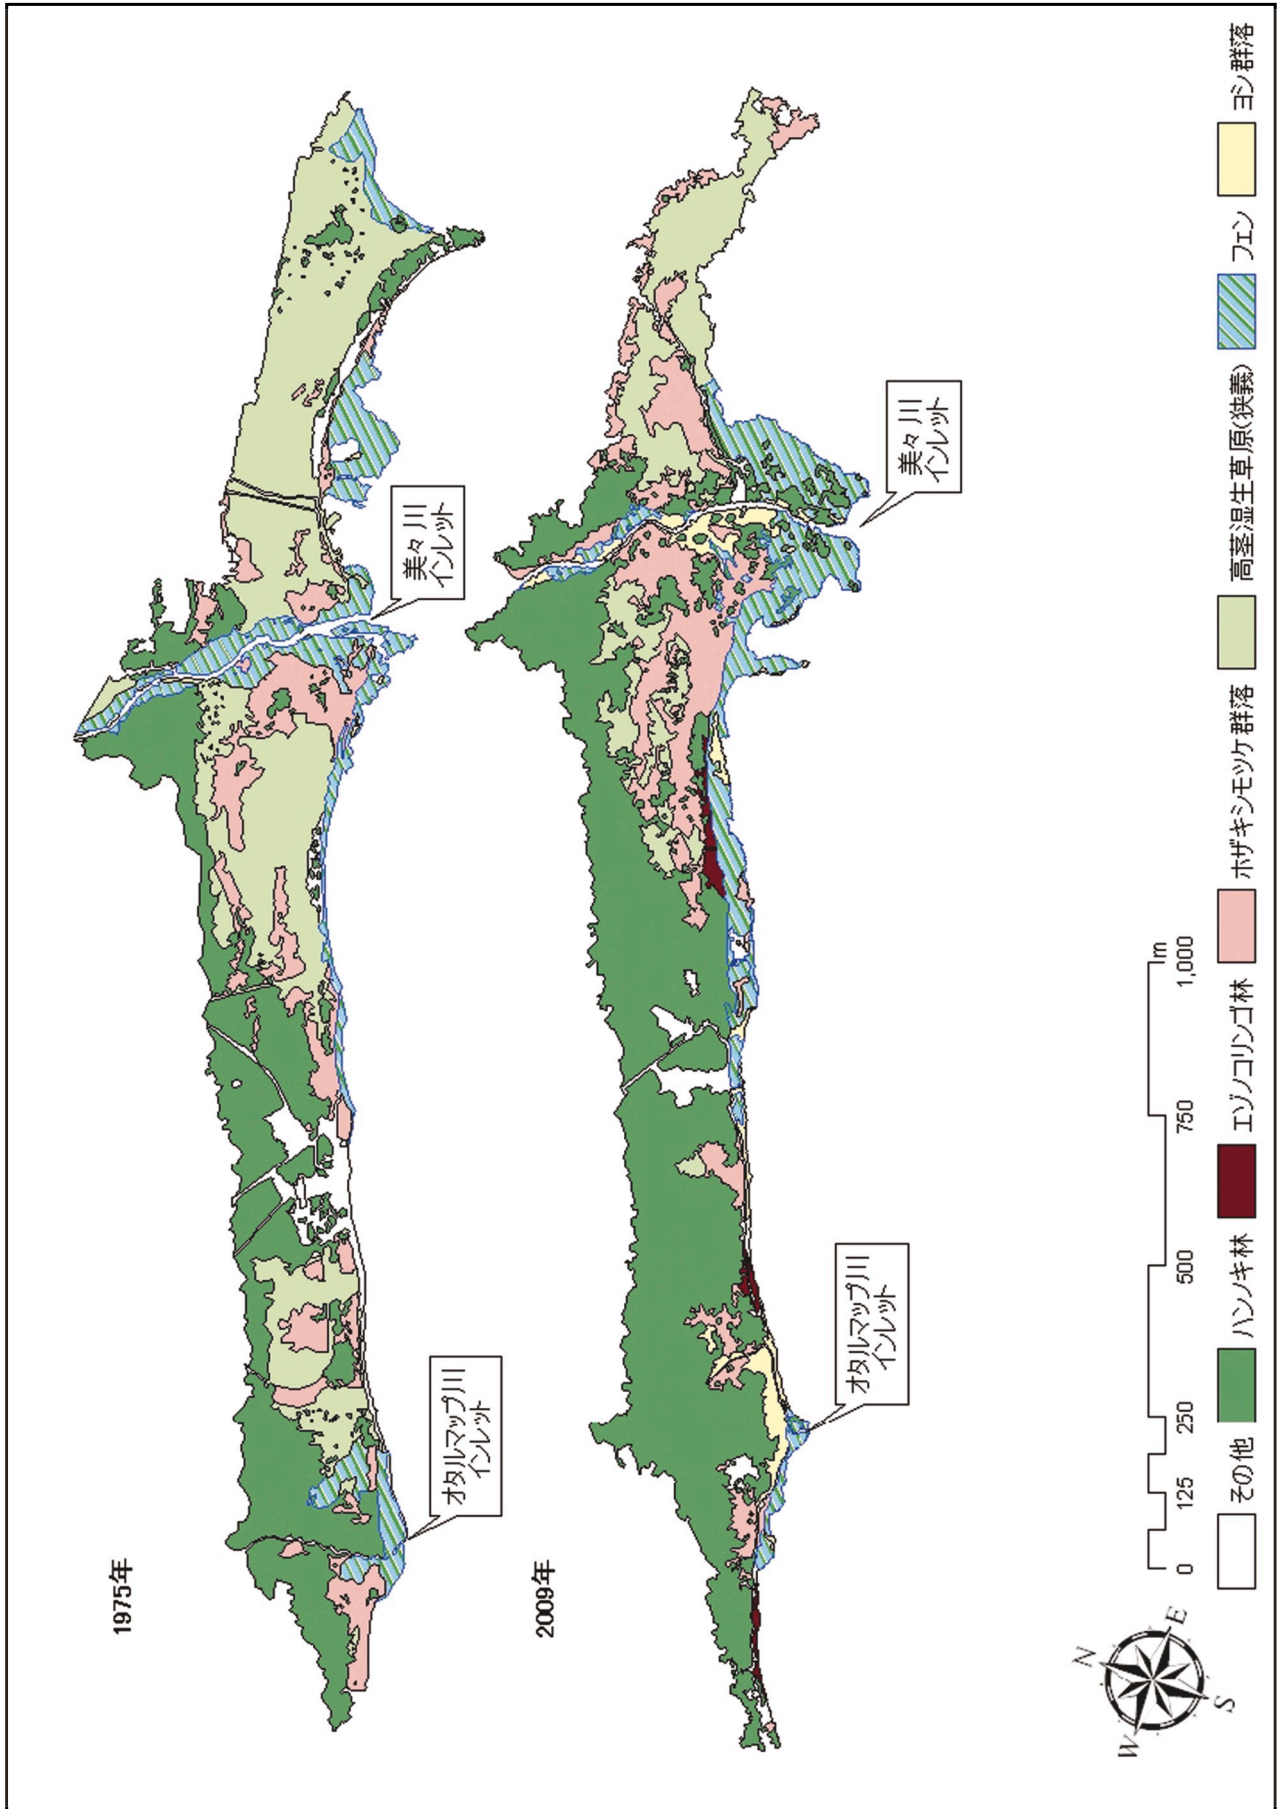 1975年
オタルマップ川
インレット
美々川
インレット
2009年
オタルマップ川
インレット
美々川
インレット
N
E
S
W
0
125
250
500
750
1,000
m
その他
ハンノキ林
エゾノコリンゴ林
ホザキシモツケ群落
高茎湿生草原(狭義)
フェン
ヨシ群落